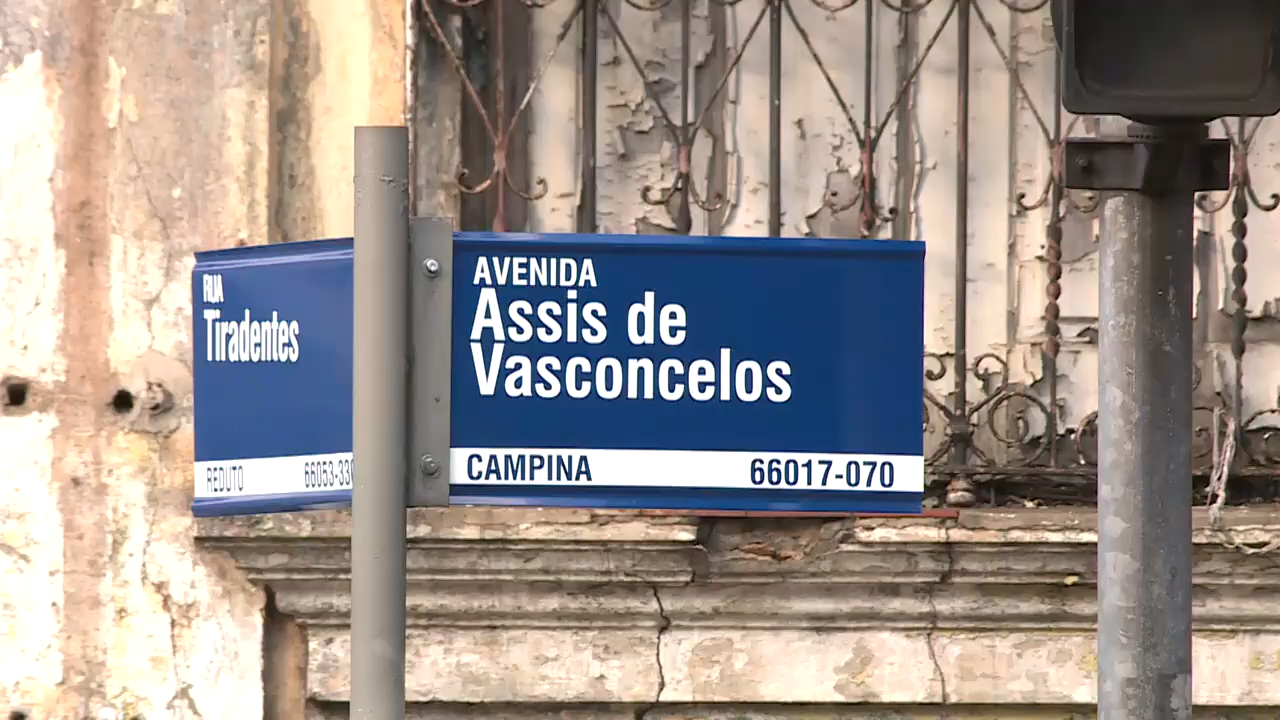 RUA
Tiradentes
REDUTO
AVENIDA
Assis de
Vasconcelos
CAMPINA 66017-070